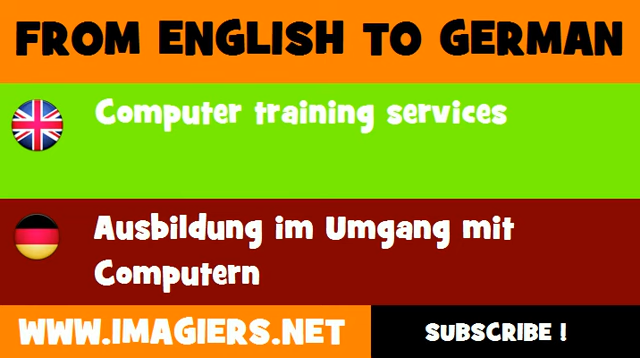 FROM ENGLISH TO GERMAN
Computer training services
Ausbildung im Umgang mit
Computern
WWW.IMAGIERS.NET
SUBSCRIBE !